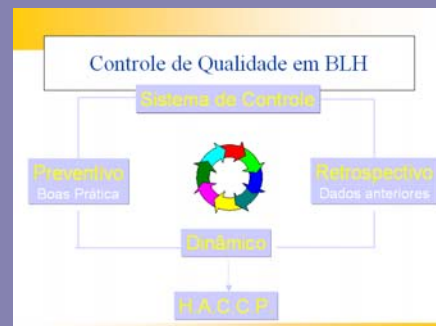 Controle de Qualidade em BLH
Sistema de Controle
Preventivo
Boas Prática
Retrospectivo
Dados anteriores
Dinâmico
H.A.C.C.P.